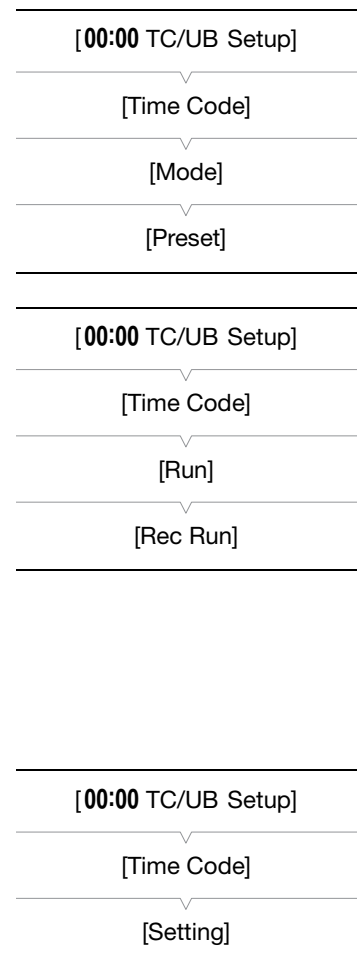 [00:00 TC/UB Setup]
[Time Code]
[Mode]
[Preset]
[00:00 TC/UB Setup]
[Time Code]
[Run]
[Rec Run]
[00:00 TC/UB Setup]
[Time Code]
[Setting]